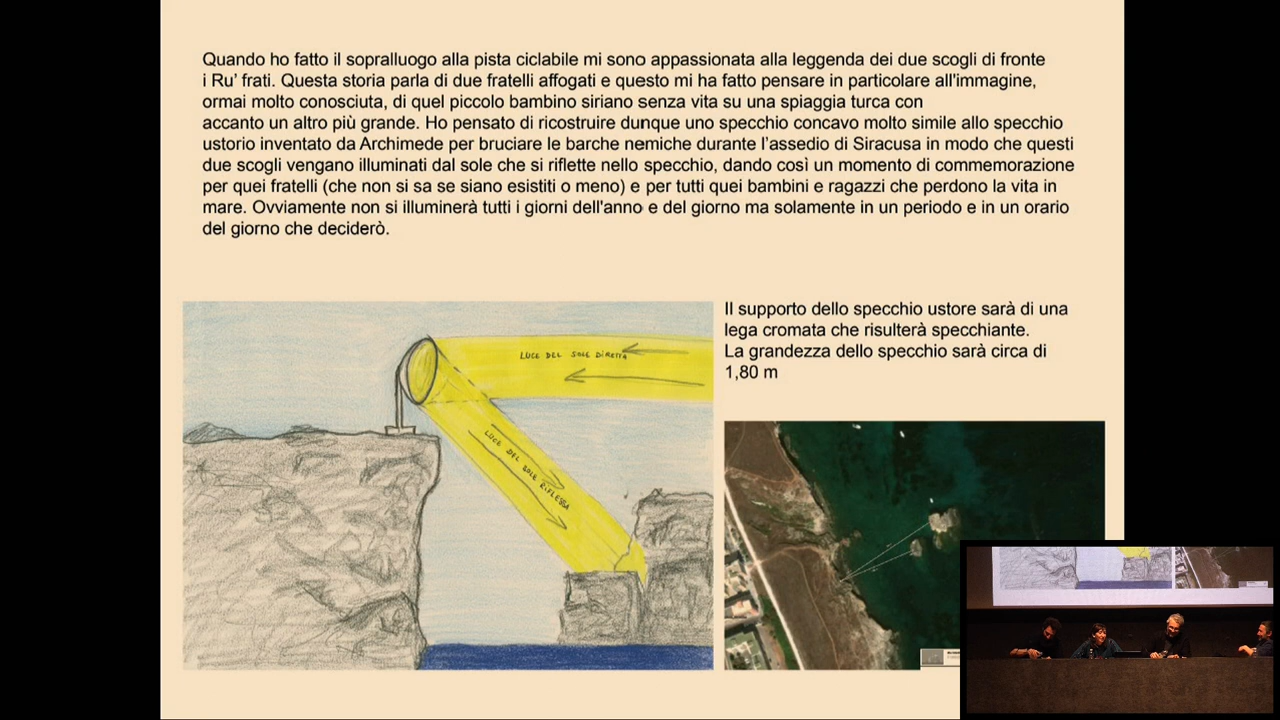 Quando ho fatto il sopralluogo alla pista ciclabile mi sono appassionata alla leggenda dei due scogli di fronte
i Ru' frati. Questa storia parla di due fratelli affogati e questo mi ha fatto pensare in particolare all'immagine,
ormai molto conosciuta, di quel piccolo bambino siriano senza vita su una spiaggia turca con
accanto un altro più grande. Ho pensato di ricostruire dunque uno specchio concavo molto simile allo specchio
ustorio inventato da Archimede per bruciare le barche nemiche durante l'assedio di Siracusa in modo che questi
due scogli vengano illuminati dal sole che si riflette nello specchio, dando così un momento di commemorazione
per quei fratelli (che non si sa se siano esistiti o meno) e per tutti quei bambini e ragazzi che perdono la vita in
mare. Ovviamente non si illuminerà tutti i giorni dell'anno e del giorno ma solamente in un periodo e in un orario
del giorno che deciderò.
Il supporto dello specchio ustore sarà di una
lega cromata che risulterà specchiante.
La grandezza dello specchio sarà circa di
1,80 m
LUCE DEL SOLE DIRETTA
LUCE DEL SOLE RIFLESSA